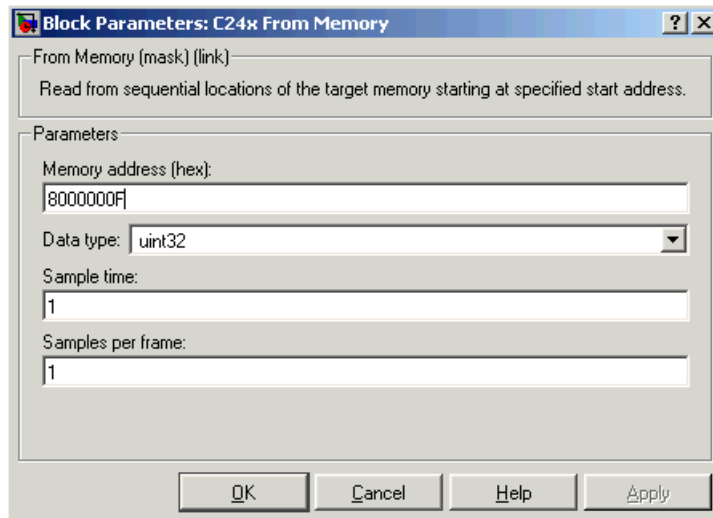 Block Parameters: C24x From Memory
From Memory (mask) (link)
Read from sequential locations of the target memory starting at specified start address.
Parameters
Memory address (hex):
8000000F
Data type: uint32
Sample time:
1
Samples per frame:
1
OK Cancel Help Apply